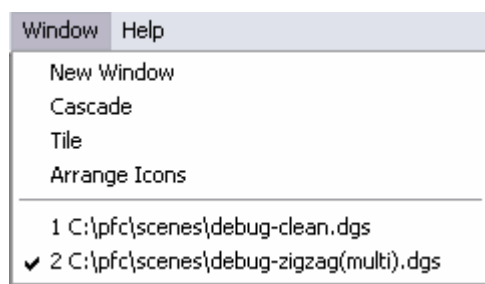 Window Help
New Window
Cascade
Tile
Arrange Icons
1 C:\pfc\scenes\debug-clean.dgs
✔ 2 C:\pfc\scenes\debug-zigzag(multi).dgs